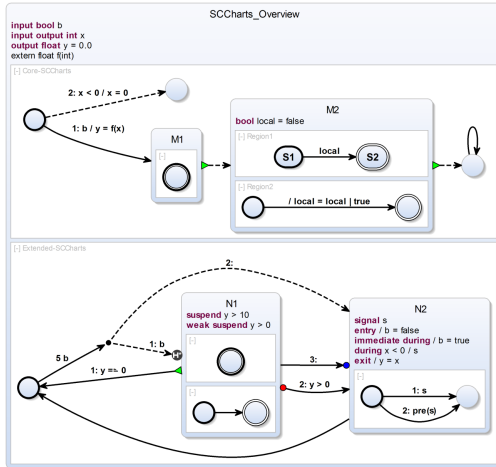 SCCharts_Overview
input bool b
input output int x
output float y = 0.0
extern float f(int)
[-] Core-SCCharts
2: x < 0 / x = 0
1: b / y = f(x)
M1
[-]
M2
bool local = false
[-] Region1
S1
local
S2
[-] Region2
/ local = local | true
[-] Extended-SCCharts
2:
5 b
1: b
H*
1: y == 0
N1
suspend y > 10
weak suspend y > 0
[-]
[-]
3:
2: y > 0
N2
signal s
entry / b = false
immediate during / b = true
during x < 0 / s
exit / y = x
[-]
1: s
2: pre(s)